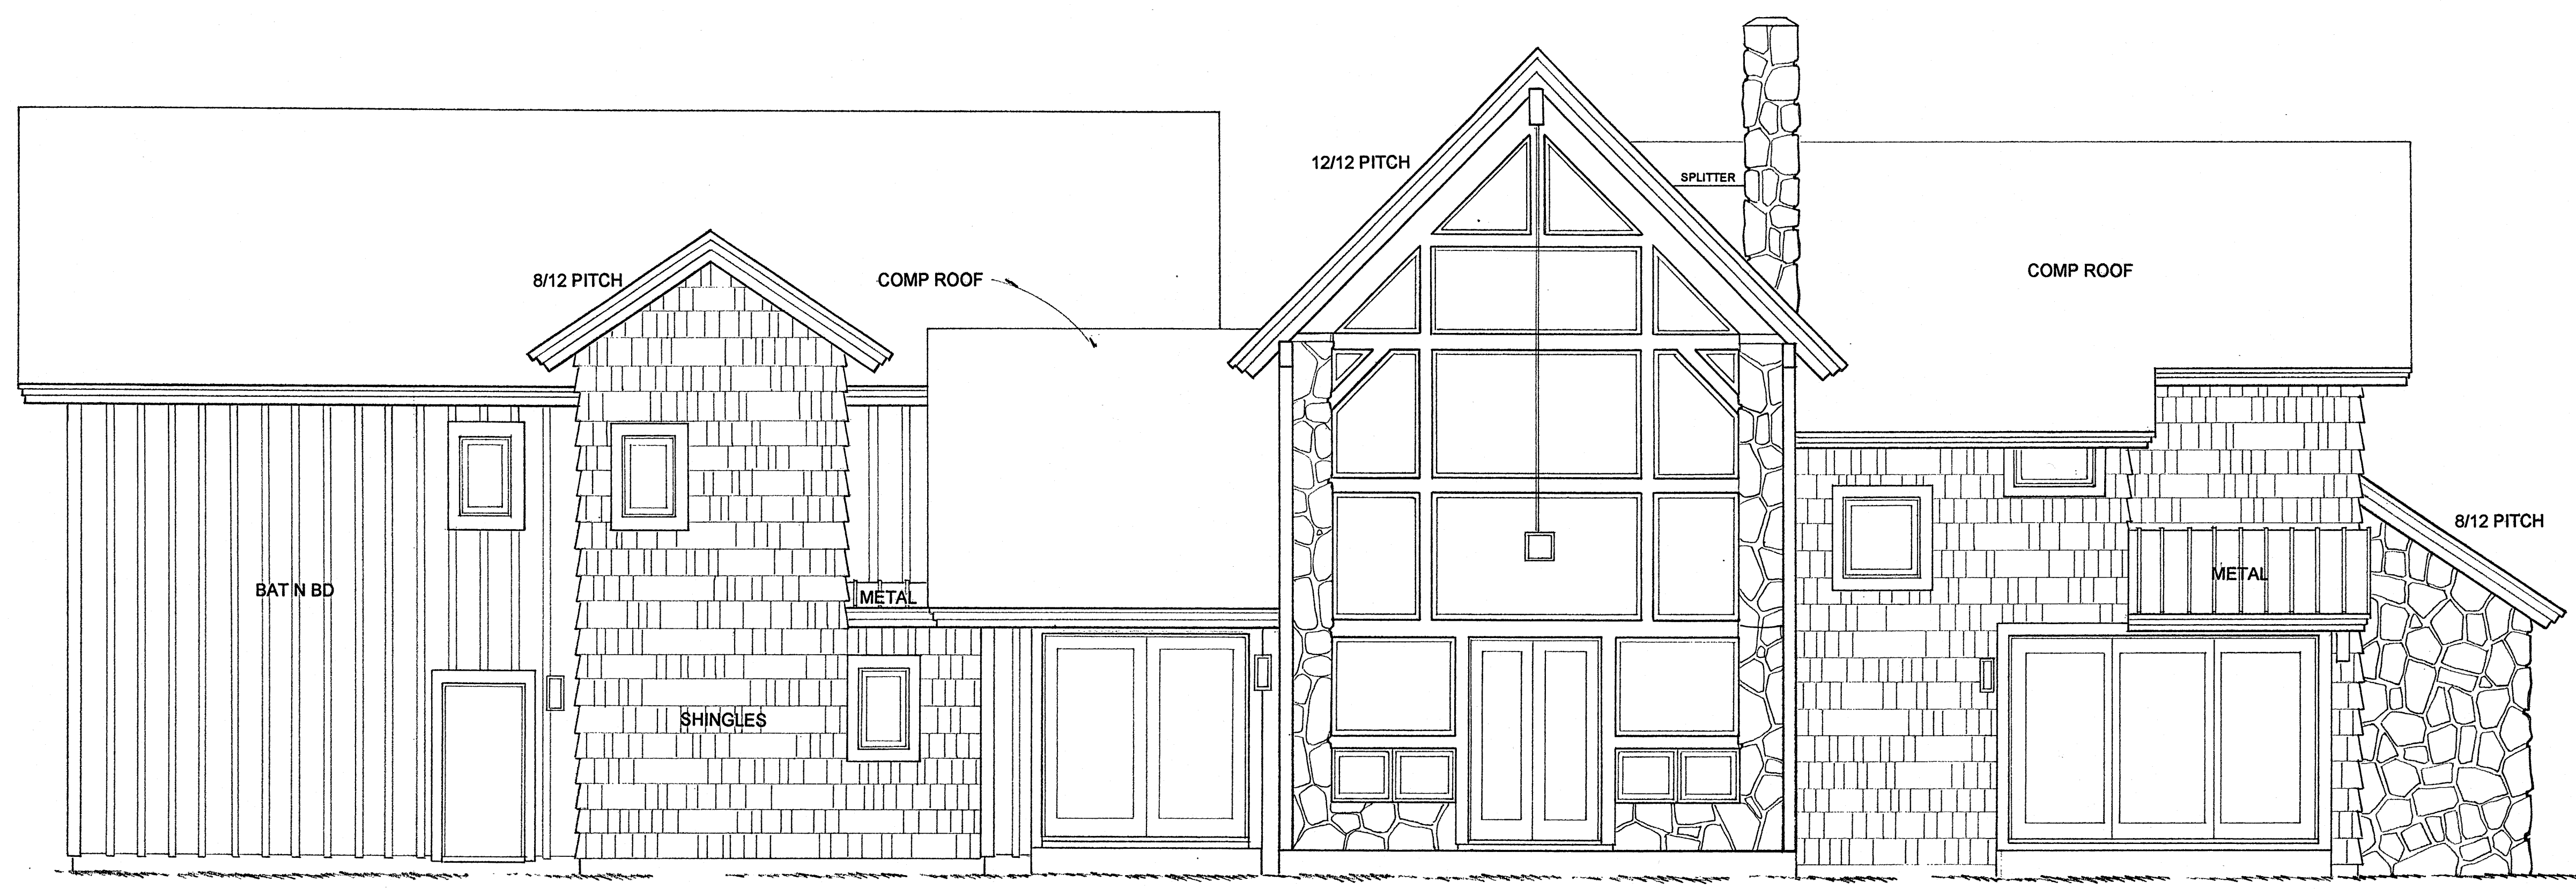 12/12 PITCH
SPLITTER
8/12 PITCH
COMP ROOF
COMP ROOF
8/12 PITCH
BAT N BD
METAL
METAL
SHINGLES